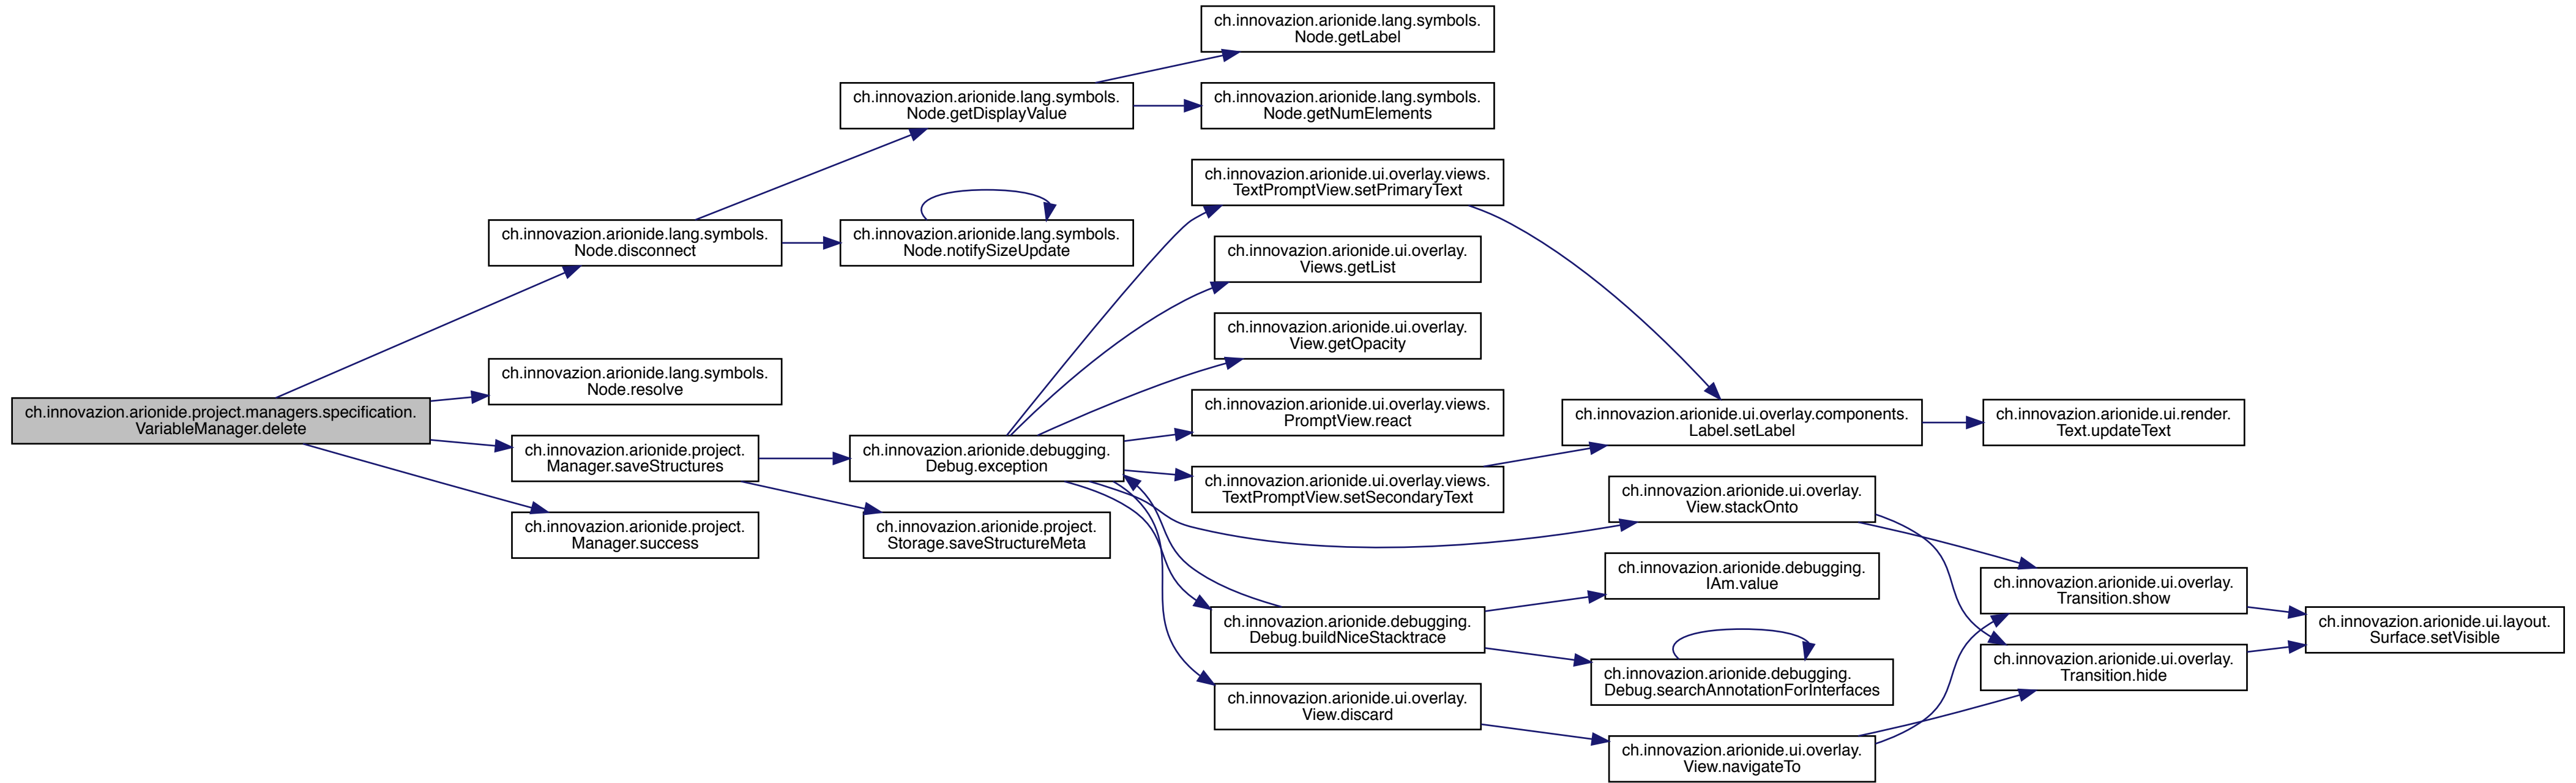 ch.innovazion.arionide.project.managers.specification.
VariableManager.delete
ch.innovazion.arionide.lang.symbols.
Node.disconnect
ch.innovazion.arionide.lang.symbols.
Node.resolve
ch.innovazion.arionide.project.
Manager.saveStructures
ch.innovazion.arionide.project.
Manager.success
ch.innovazion.arionide.lang.symbols.
Node.getDisplayValue
ch.innovazion.arionide.lang.symbols.
Node.notifySizeUpdate
ch.innovazion.arionide.debugging.
Debug.exception
ch.innovazion.arionide.project.
Storage.saveStructureMeta
ch.innovazion.arionide.lang.symbols.
Node.getLabel
ch.innovazion.arionide.lang.symbols.
Node.getNumElements
ch.innovazion.arionide.ui.overlay.views.
TextPromptView.setPrimaryText
ch.innovazion.arionide.ui.overlay.
Views.getList
ch.innovazion.arionide.ui.overlay.
View.getOpacity
ch.innovazion.arionide.ui.overlay.views.
PromptView.react
ch.innovazion.arionide.ui.overlay.views.
TextPromptView.setSecondaryText
ch.innovazion.arionide.debugging.
Debug.buildNiceStacktrace
ch.innovazion.arionide.ui.overlay.
View.discard
ch.innovazion.arionide.ui.overlay.components.
Label.setLabel
ch.innovazion.arionide.ui.overlay.
View.stackOnto
ch.innovazion.arionide.debugging.
IAm.value
ch.innovazion.arionide.debugging.
Debug.searchAnnotationForInterfaces
ch.innovazion.arionide.ui.overlay.
View.navigateTo
ch.innovazion.arionide.ui.render.
Text.updateText
ch.innovazion.arionide.ui.overlay.
Transition.show
ch.innovazion.arionide.ui.overlay.
Transition.hide
ch.innovazion.arionide.ui.layout.
Surface.setVisible